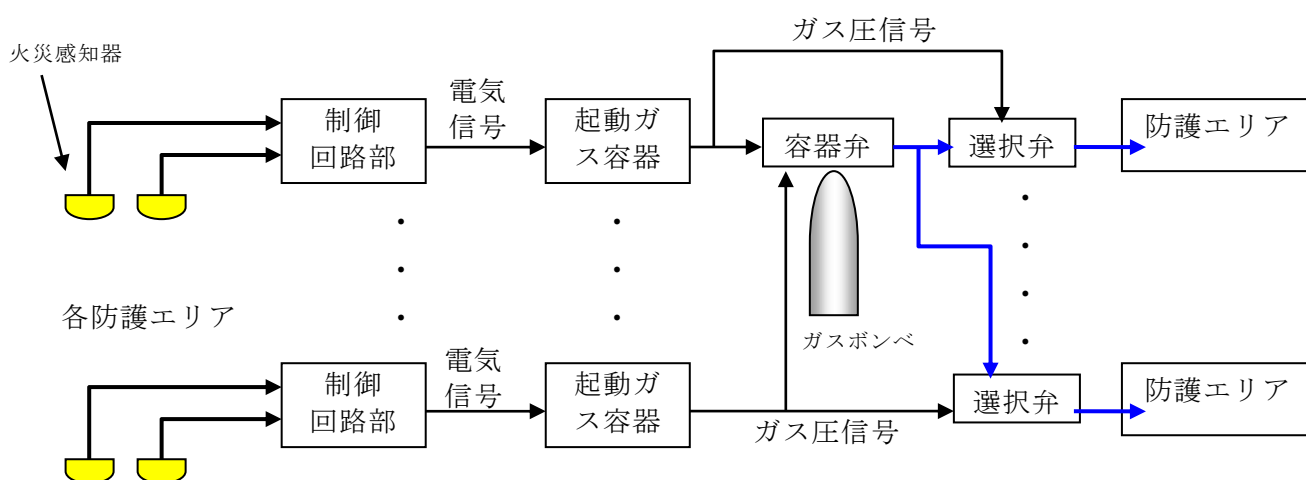 ガス圧信号
火災感知器
電気
信号
制御
回路部
起動ガ
ス容器
容器弁
選択弁
防護エリア
各防護エリア
ガスボンベ
電気
信号
制御
回路部
起動ガ
ス容器
ガス圧信号
選択弁
防護エリア